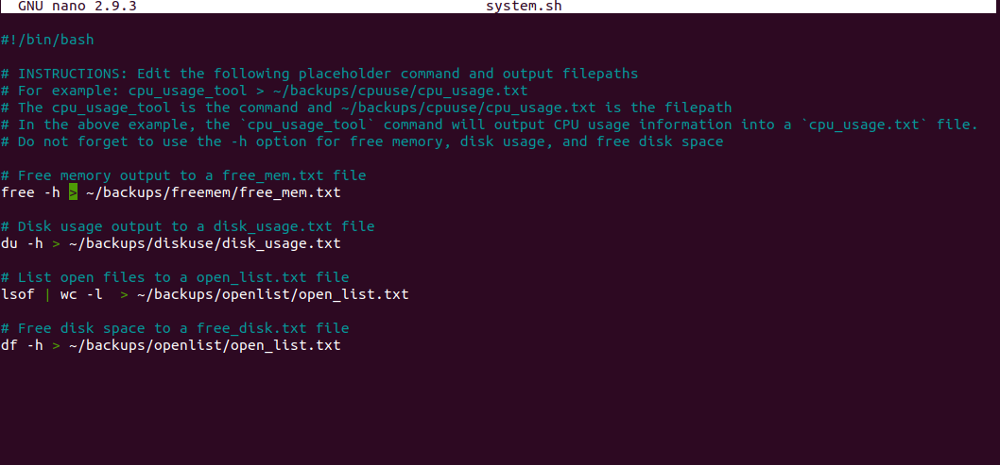 GNU nano 2.9.3 system.sh
#!/bin/bash
# INSTRUCTIONS: Edit the following placeholder command and output filepaths
# For example: cpu_usage_tool > ~/backups/cpuuse/cpu_usage.txt
# The cpu_usage_tool is the command and ~/backups/cpuuse/cpu_usage.txt is the filepath
# In the above example, the `cpu_usage_tool` command will output CPU usage information into a `cpu_usage.txt` file.
# Do not forget to use the -h option for free memory, disk usage, and free disk space
# Free memory output to a free_mem.txt file
free -h > ~/backups/freemem/free_mem.txt
# Disk usage output to a disk_usage.txt file
du -h > ~/backups/diskuse/disk_usage.txt
# List open files to a open_list.txt file
lsof | wc -l  > ~/backups/openlist/open_list.txt
# Free disk space to a free_disk.txt file
df -h > ~/backups/openlist/open_list.txt